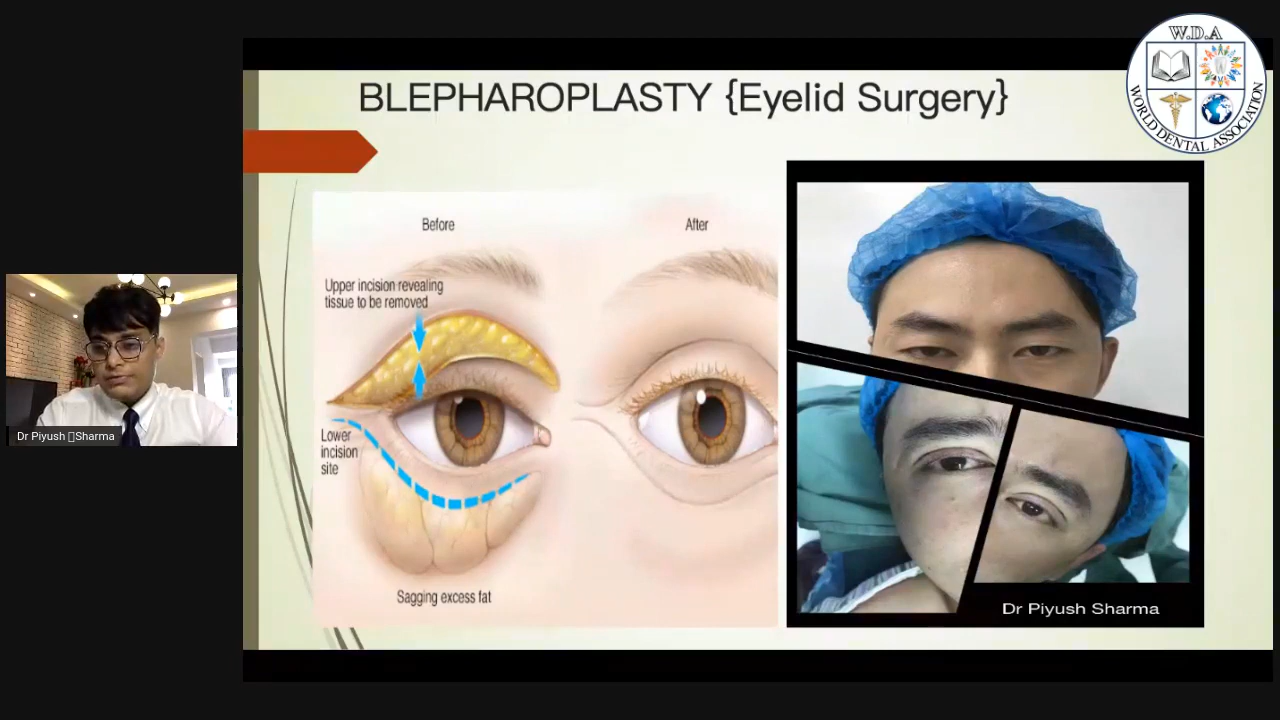 BLEPHAROPLASTY {Eyelid Surgery}
W.D.A
WORLD DENTAL ASSOCIATION
Before
After
Upper incision revealing
tissue to be removed
Lower
incision
site
Sagging excess fat
Dr Piyush Sharma
Dr Piyush ▯Sharma